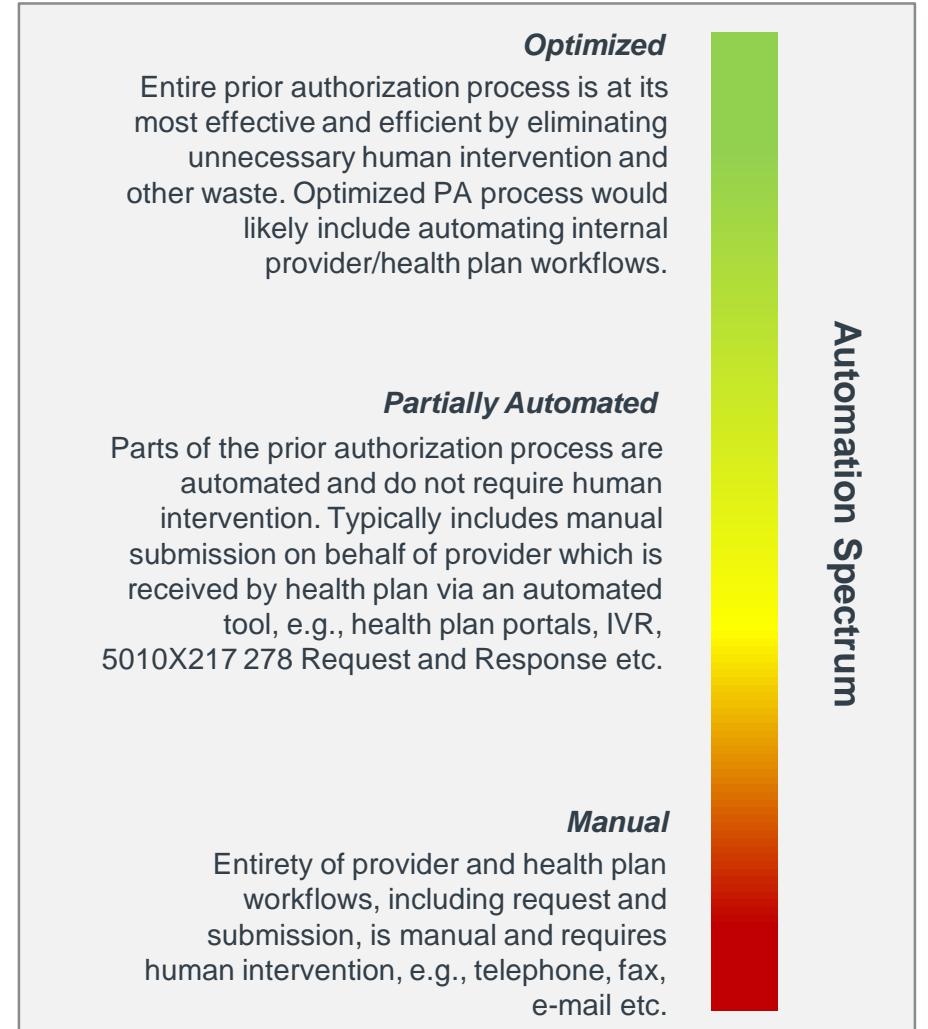 Optimized
Entire prior authorization process is at its
most effective and efficient by eliminating
unnecessary human intervention and
other waste. Optimized PA process would
likely include automating internal
provider/health plan workflows.
Partially Automated
Parts of the prior authorization process are
automated and do not require human
intervention. Typically includes manual
submission on behalf of provider which is
received by health plan via an automated
tool, e.g., health plan portals, IVR,
5010X217 278 Request and Response etc.
Manual
Entirety of provider and health plan
workflows, including request and
submission, is manual and requires
human intervention, e.g., telephone, fax,
e-mail etc.
Automation Spectrum